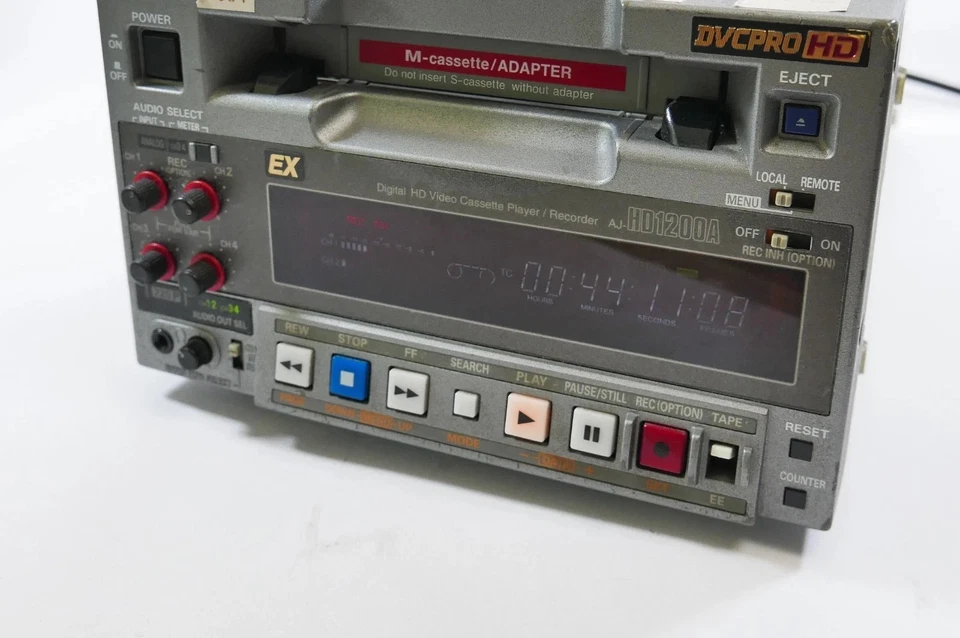 POWER
ON
OFF
M-cassette/ADAPTER
Do not insert S-cassette without adapter
DVCPRO HD
EJECT
AUDIO SELECT
INPUT
METER
REC
(OPTION)
CH1
CH2
CH3
CH4
AUDIO OUT SEL
EX
Digital HD Video Cassette Player / Recorder AJ-HD1200A
LOCAL
REMOTE
MENU
OFF
ON
REC INH (OPTION)
TC
00:44:11:08
HOURS
MINUTES
SECONDS
FRAMES
REW
STOP
FF
SEARCH
PLAY
PAUSE/STILL
REC(OPTION)
TAPE
MODE
SET
EE
RESET
COUNTER